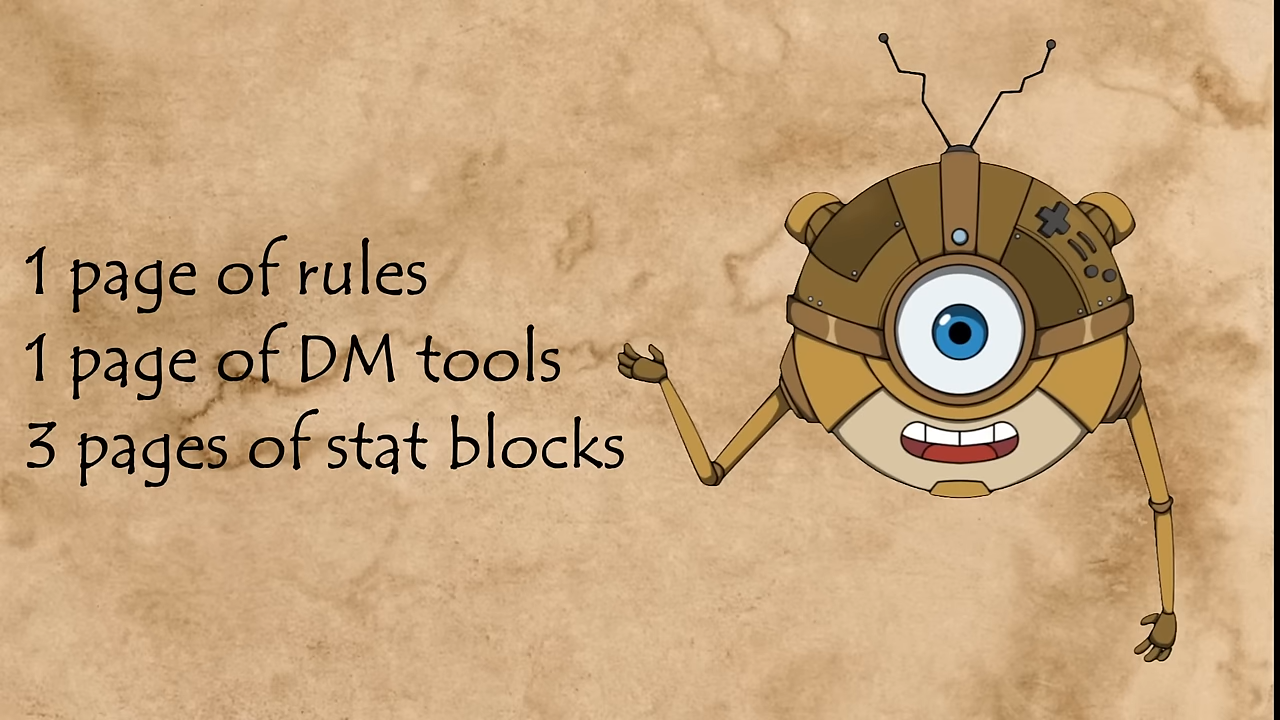 1 page of rules
1 page of DM tools
3 pages of stat blocks